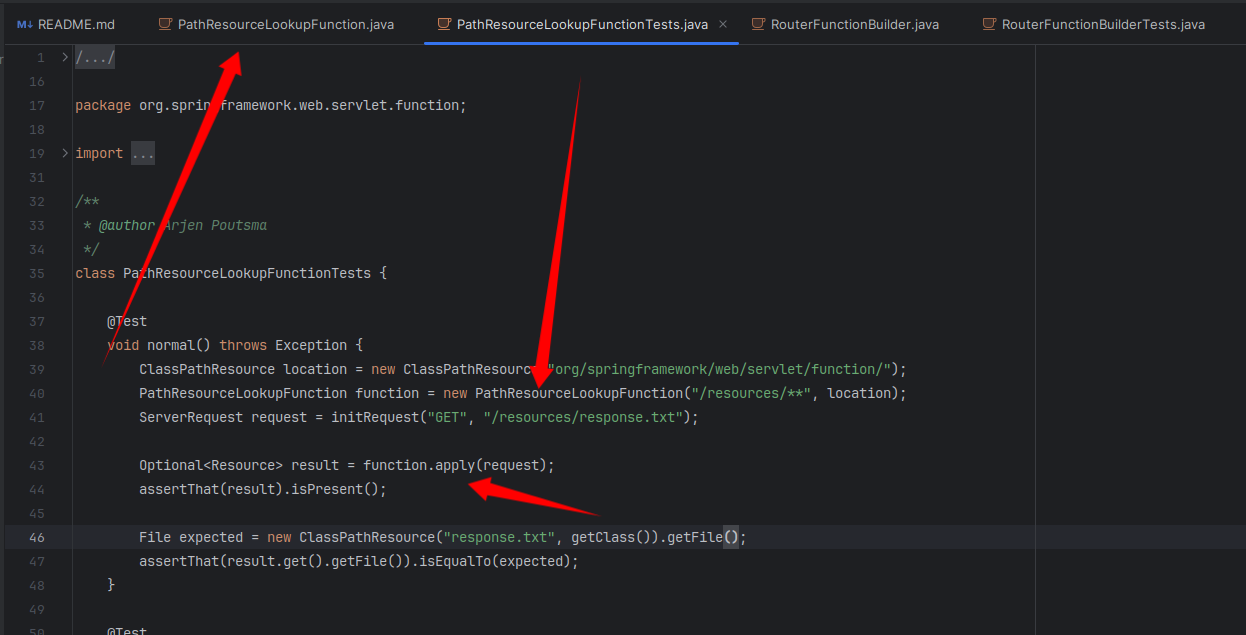 M↓ README.md PathResourceLookupFunction.java PathResourceLookupFunctionTests.java × RouterFunctionBuilder.java RouterFunctionBuilderTests.java
1 > /.../
16
17 package org.springframework.web.servlet.function;
18
19 > import ...
31
32 /**
33 * @author Arjen Poutsma
34 */
35 class PathResourceLookupFunctionTests {
36
37 @Test
38 void normal() throws Exception {
39 ClassPathResource location = new ClassPathResource("org/springframework/web/servlet/function/");
40 PathResourceLookupFunction function = new PathResourceLookupFunction("/resources/**", location);
41 ServerRequest request = initRequest("GET", "/resources/response.txt");
42
43 Optional<Resource> result = function.apply(request);
44 assertThat(result).isPresent();
45
46 File expected = new ClassPathResource("response.txt", getClass()).getFile();
47 assertThat(result.get().getFile()).isEqualTo(expected);
48 }
49
50 @Test